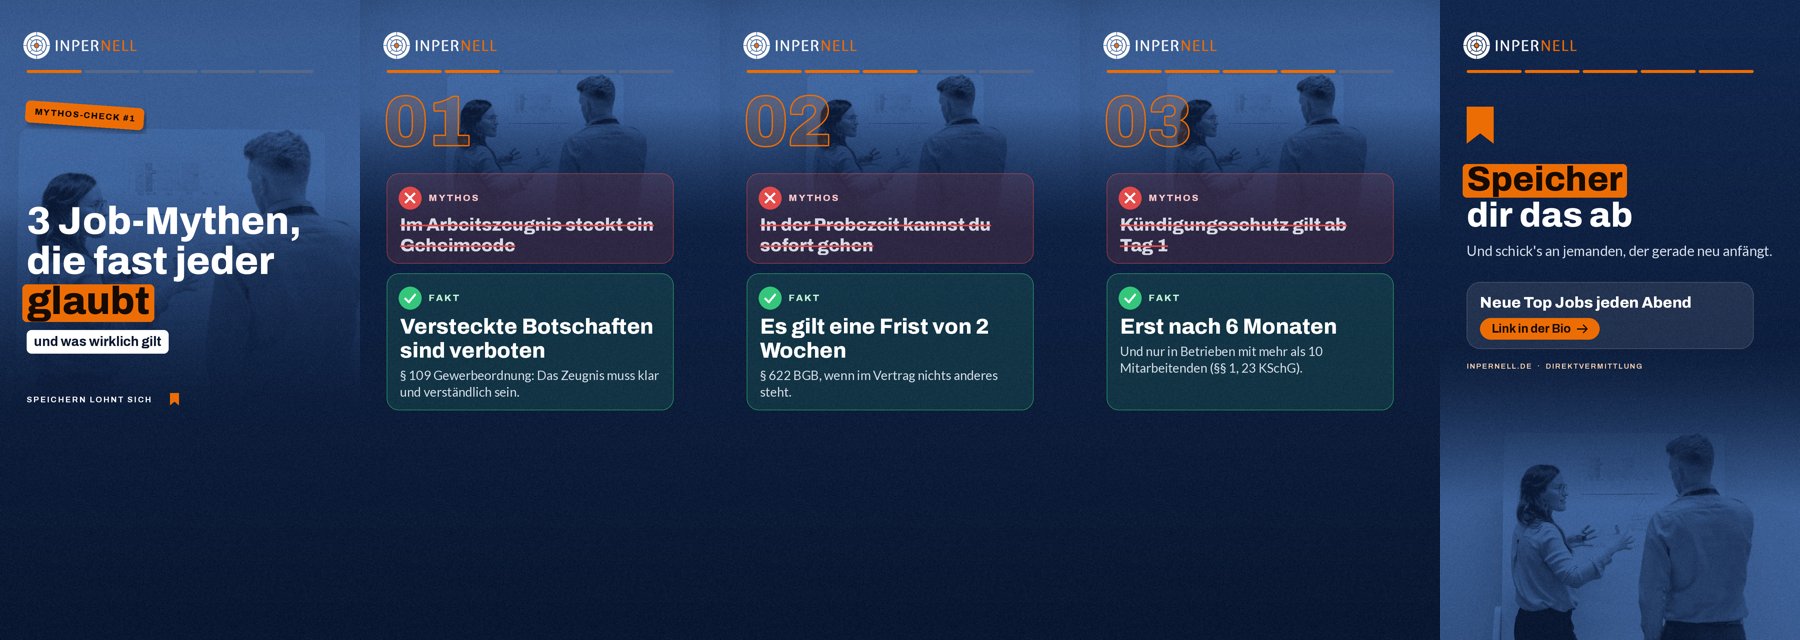 INPERNELL
MYTHOS-CHECK #1
3 Job-Mythen,
die fast jeder
glaubt
und was wirklich gilt
SPEICHERN LOHNT SICH
INPERNELL
01
MYTHOS
Im Arbeitszeugnis steckt ein
Geheimcode
FAKT
Versteckte Botschaften
sind verboten
§ 109 Gewerbeordnung: Das Zeugnis muss klar
und verständlich sein.
INPERNELL
02
MYTHOS
In der Probezeit kannst du
sofort gehen
FAKT
Es gilt eine Frist von 2
Wochen
§ 622 BGB, wenn im Vertrag nichts anderes
steht.
INPERNELL
03
MYTHOS
Kündigungsschutz gilt ab
Tag 1
FAKT
Erst nach 6 Monaten
Und nur in Betrieben mit mehr als 10
Mitarbeitenden (§§ 1, 23 KSchG).
INPERNELL
Speicher
dir das ab
Und schick's an jemanden, der gerade neu anfängt.
Neue Top Jobs jeden Abend
Link in der Bio →
INPERNELL.DE · DIREKTVERMITTLUNG